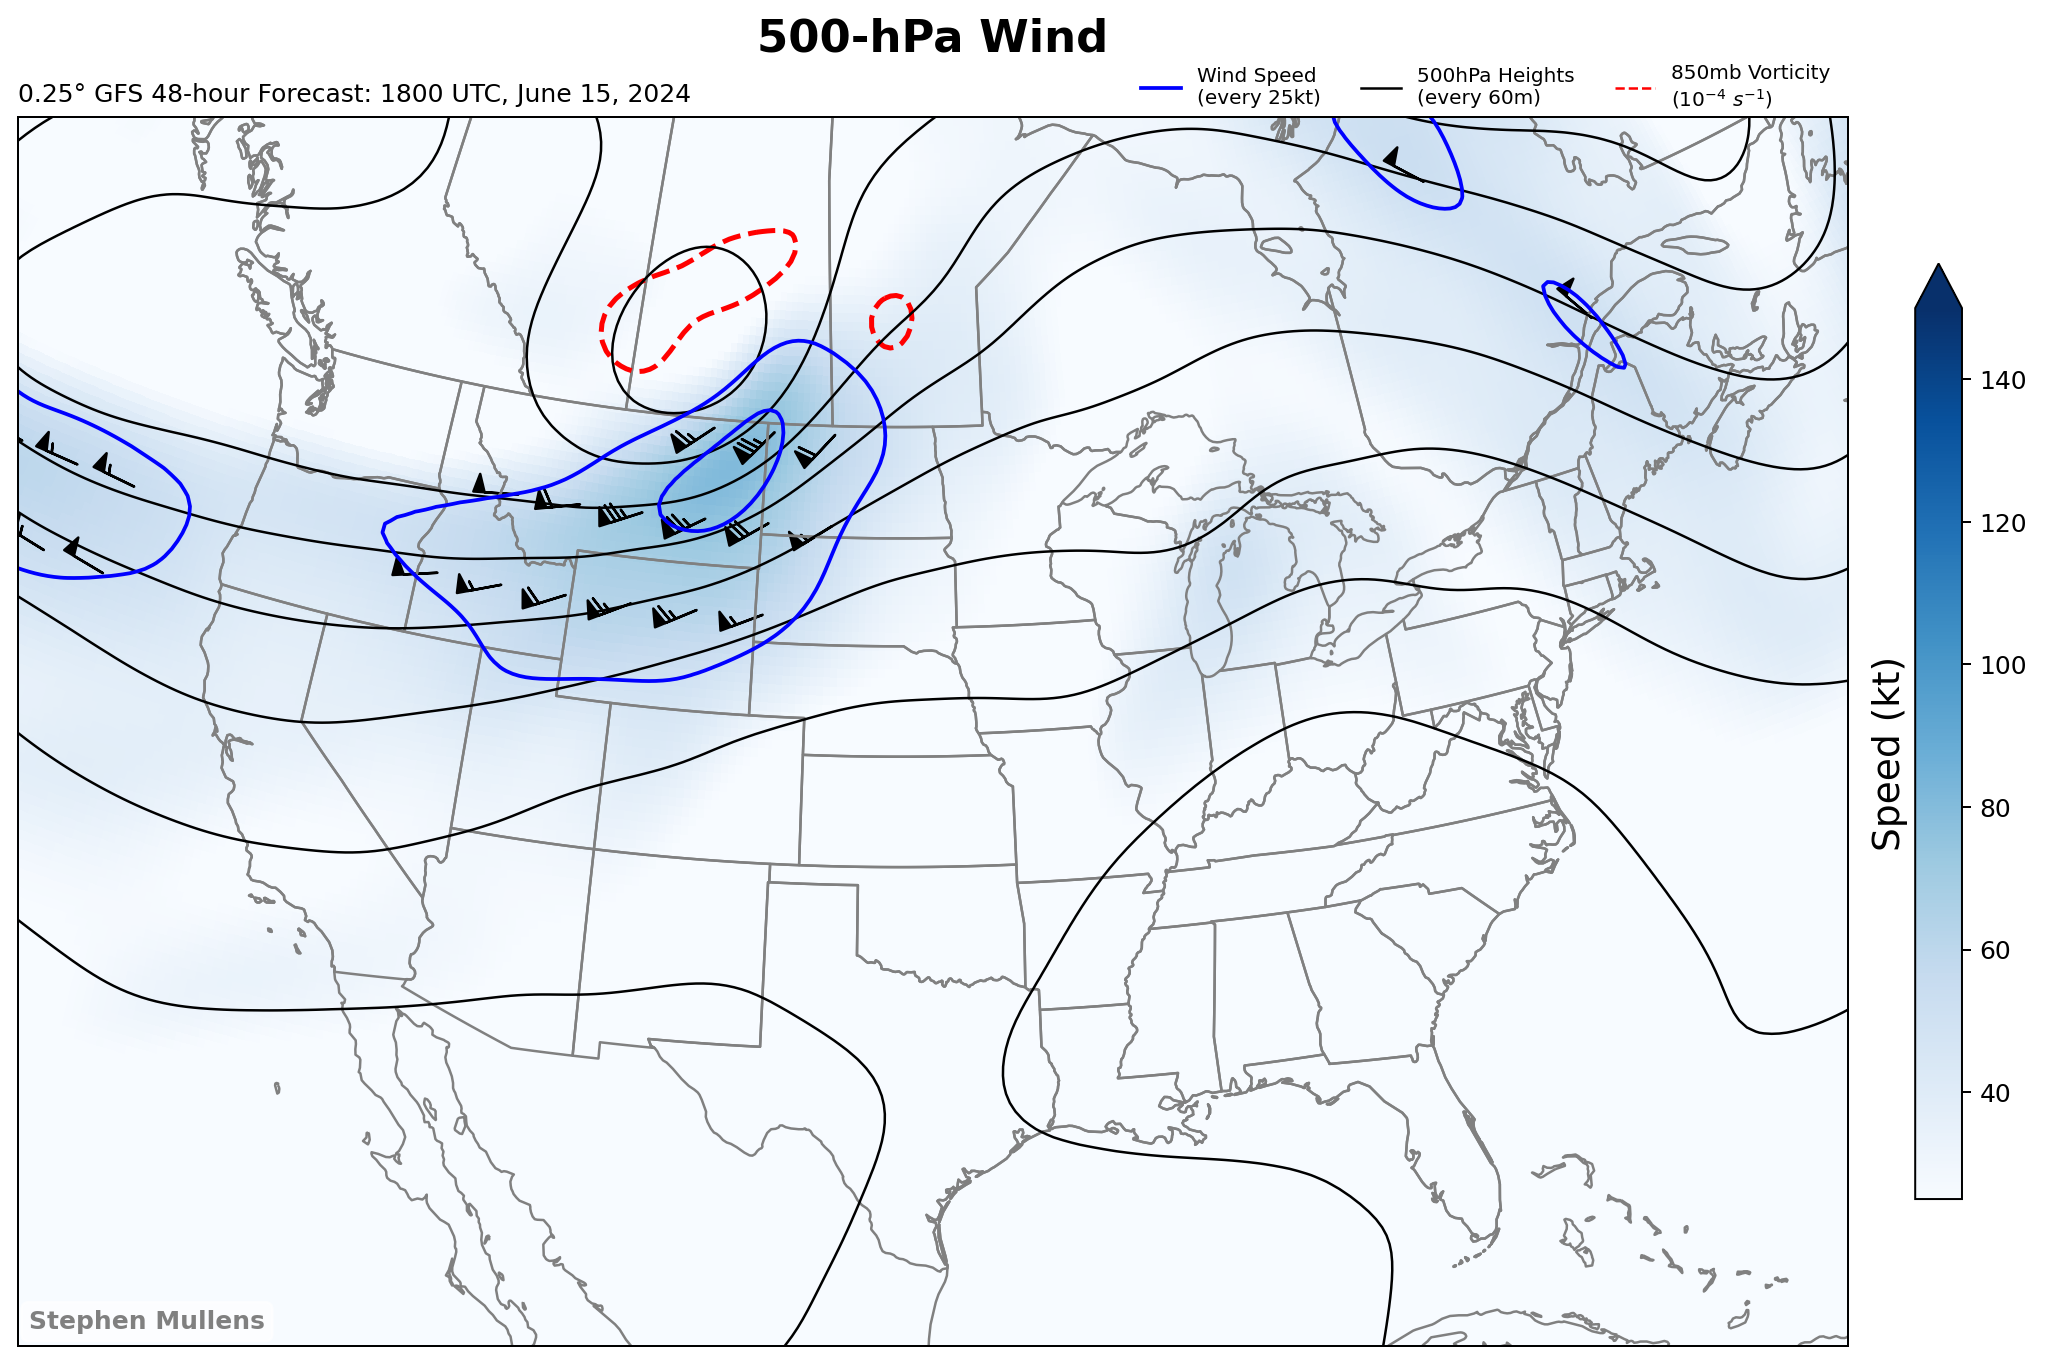 500-hPa Wind
0.25° GFS 48-hour Forecast: 1800 UTC, June 15, 2024
Wind Speed
(every 25kt)
500hPa Heights
(every 60m)
850mb Vorticity
(10⁻⁴ s⁻¹)
140
120
100
80
60
40
Speed (kt)
Stephen Mullens